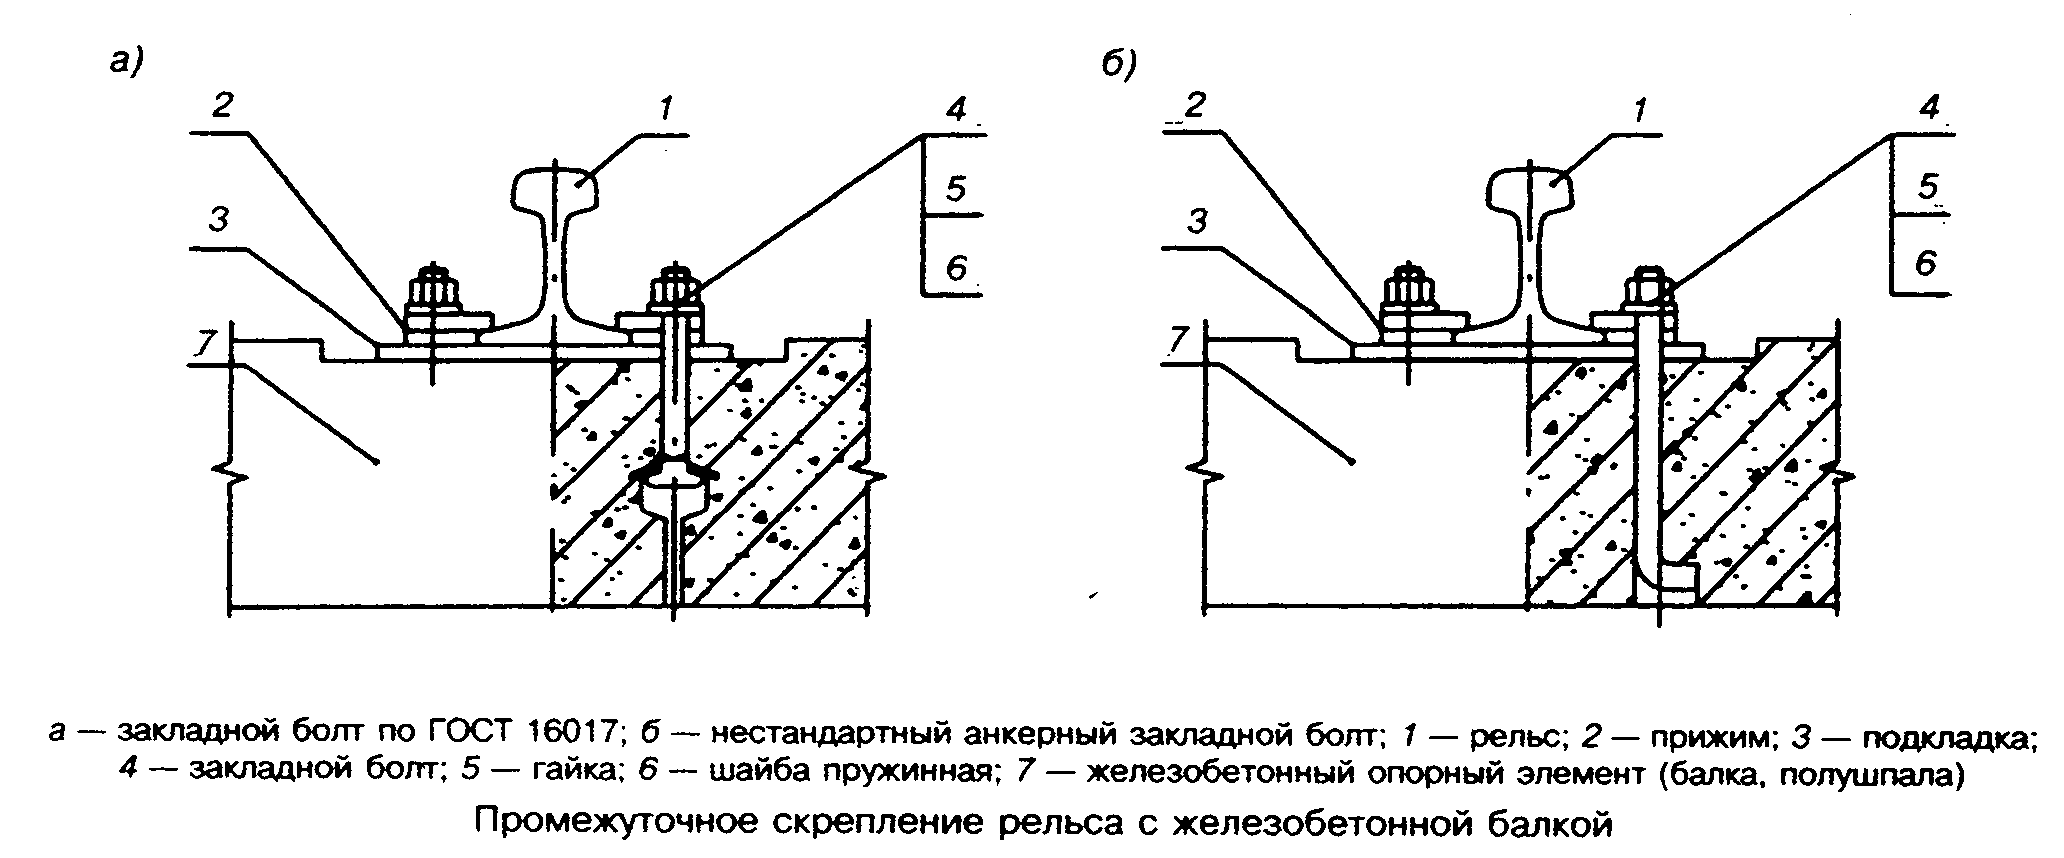 а)
б)
2
1
4
2
1
4
5
5
3
3
6
6
7
7
а — закладной болт по ГОСТ 16017; б — нестандартный анкерный закладной болт; 1 — рельс; 2 — прижим; 3 — подкладка;
4 — закладной болт; 5 — гайка; 6 — шайба пружинная; 7 — железобетонный опорный элемент (балка, полушпала)
Промежуточное скрепление рельса с железобетонной балкой